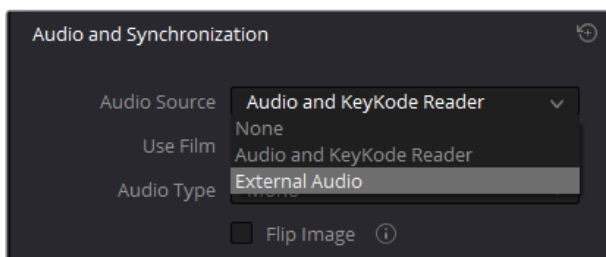 Audio and Synchronization
Audio Source Audio and KeyKode Reader
None
Use Film
Audio and KeyKode Reader
Audio Type
External Audio
Flip Image